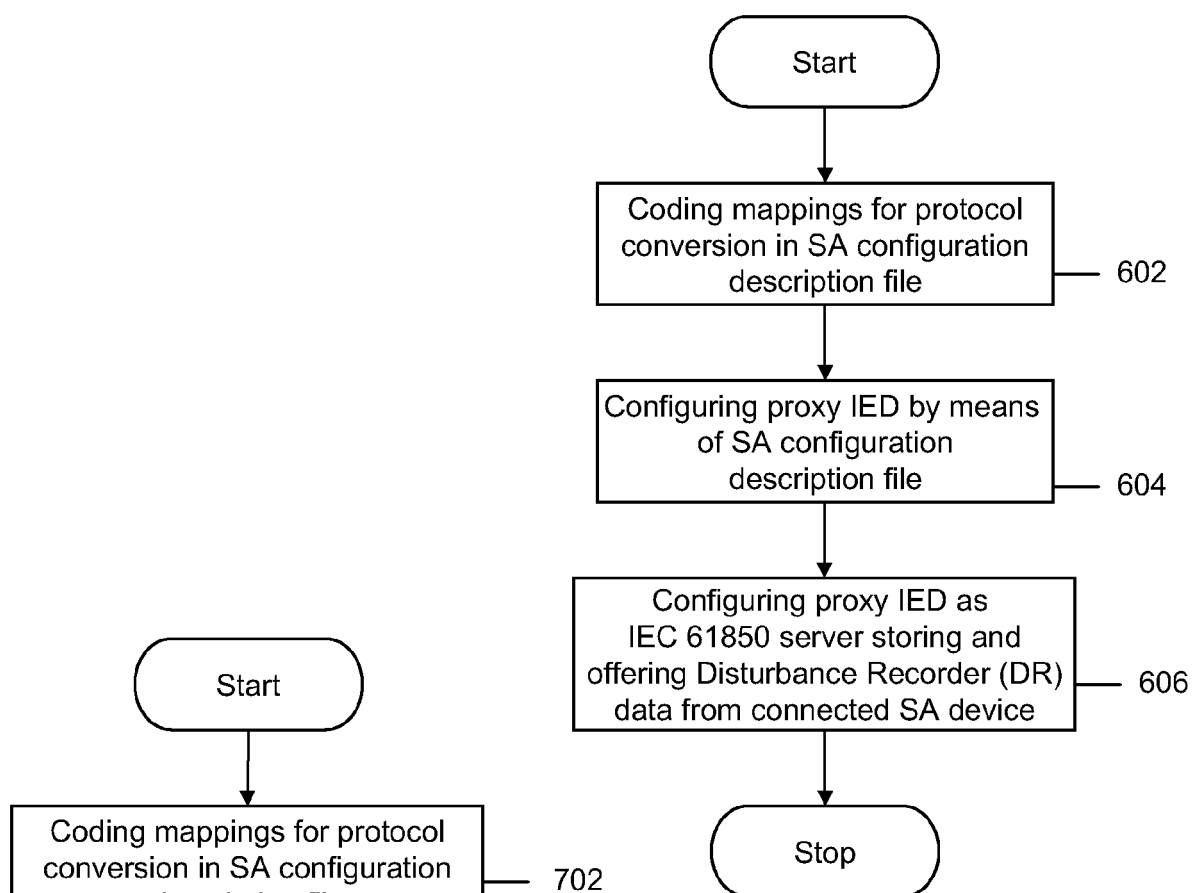 Start
Coding mappings for protocol
conversion in SA configuration
description file
602
Configuring proxy IED by means
of SA configuration
description file
604
Configuring proxy IED as
IEC 61850 server storing and
offering Disturbance Recorder (DR)
data from connected SA device
606
Stop
Start
Coding mappings for protocol
conversion in SA configuration
702